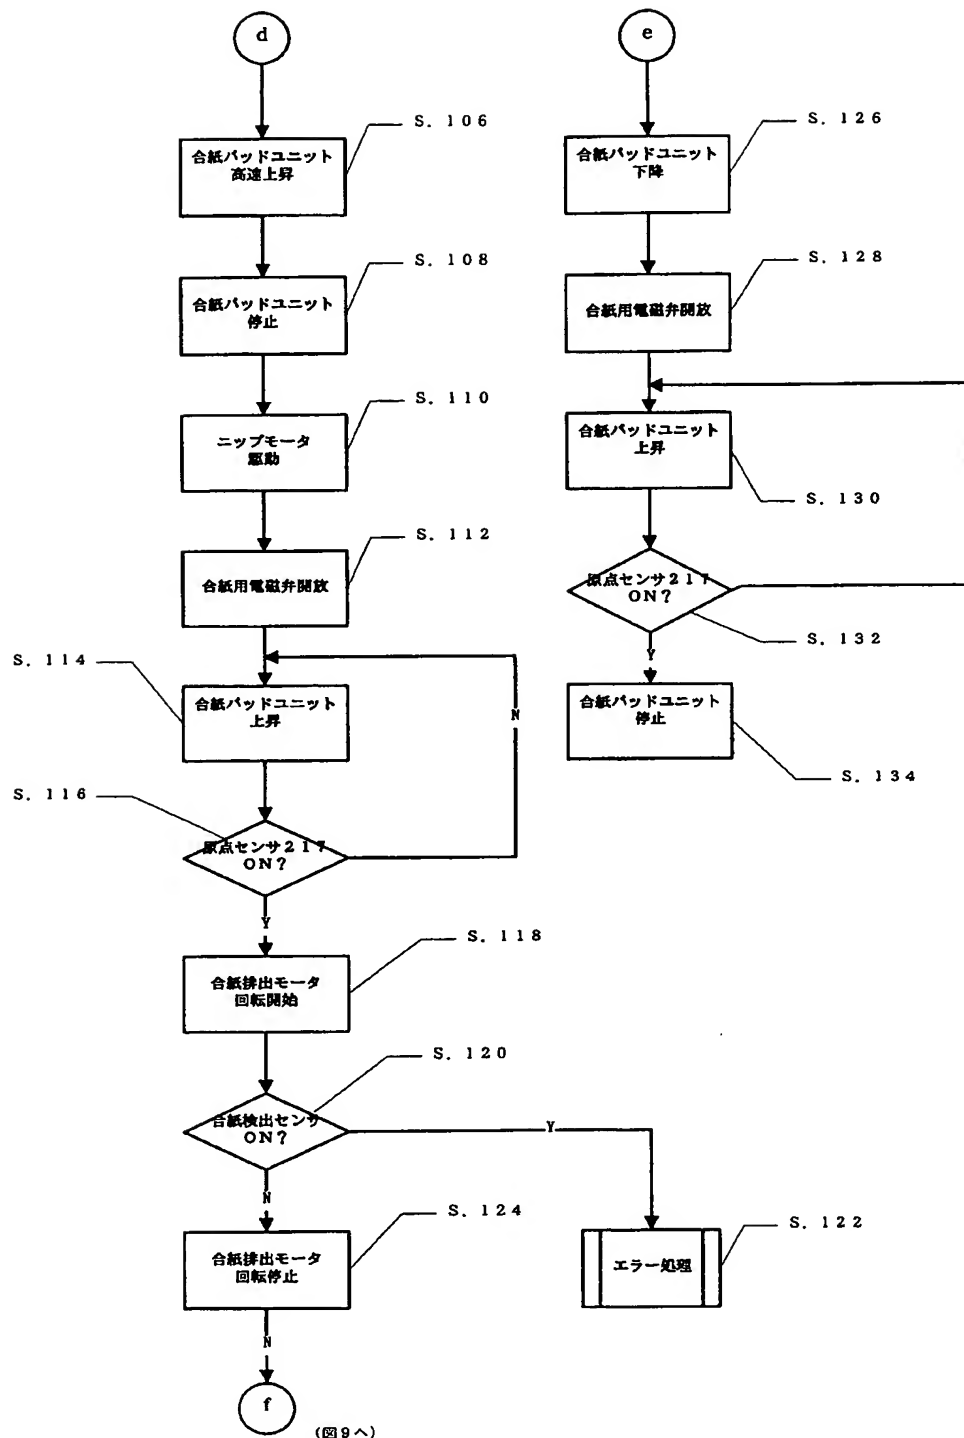 d
S. 106
合紙パッドユニット
高速上昇
S. 108
合紙パッドユニット
停止
S. 110
ニップモータ
駆動
S. 112
合紙用電磁弁開放
S. 114
合紙パッドユニット
上昇
N
S. 116
原点センサ217
ON?
Y
S. 118
合紙排出モータ
回転開始
S. 120
合紙検出センサ
ON?
Y
N
S. 124
合紙排出モータ
回転停止
N
f
(図9へ)
e
S. 126
合紙パッドユニット
下降
S. 128
合紙用電磁弁開放
合紙パッドユニット
上昇
S. 130
原点センサ217
ON?
S. 132
Y
合紙パッドユニット
停止
S. 134
S. 122
エラー処理